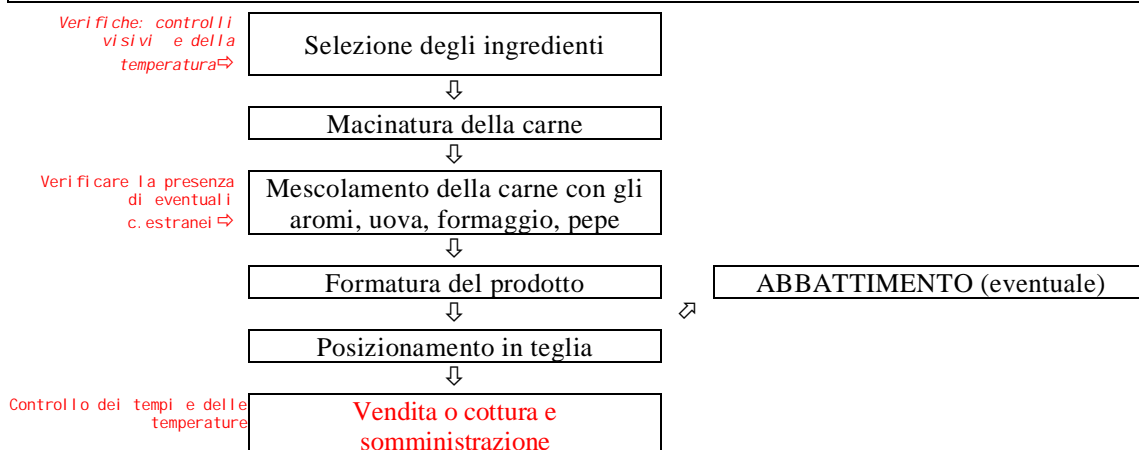 Verifiche: controlli
visivi e della
temperatura⇨
Selezione degli ingredienti
⇩
Macinatura della carne
⇩
Verificare la presenza
di eventuali
c.estranei ⇨
Mescolamento della carne con gli
aromi, uova, formaggio, pepe
⇩
Formatura del prodotto
ABBATTIMENTO (eventuale)
⇩
⬀
Posizionamento in teglia
⇩
Controllo dei tempi e delle
temperature
Vendita o cottura e
somministrazione